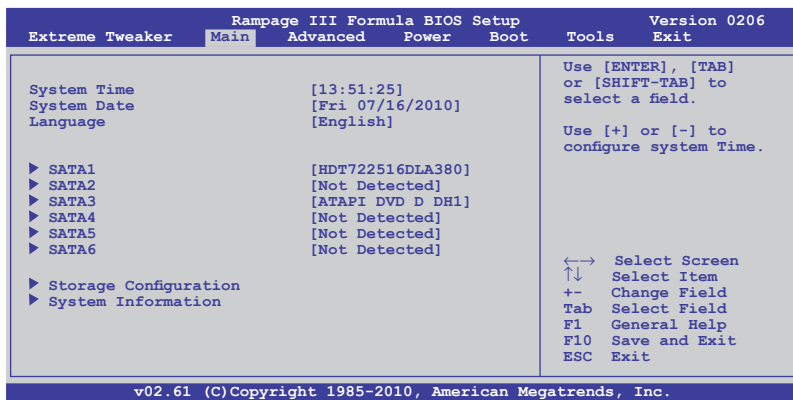 Rampage III Formula BIOS Setup Version 0206
Extreme Tweaker Main Advanced Power Boot Tools Exit
System Time [13:51:25]
System Date [Fri 07/16/2010]
Language [English]
SATA1 [HDT722516DLA380]
SATA2 [Not Detected]
SATA3 [ATAPI DVD D DH1]
SATA4 [Not Detected]
SATA5 [Not Detected]
SATA6 [Not Detected]
Storage Configuration
System Information
Use [ENTER], [TAB]
or [SHIFT-TAB] to
select a field.
Use [+] or [-] to
configure system Time.
←→ Select Screen
↑↓ Select Item
+- Change Field
Tab Select Field
F1 General Help
F10 Save and Exit
ESC Exit
v02.61 (C)Copyright 1985-2010, American Megatrends, Inc.